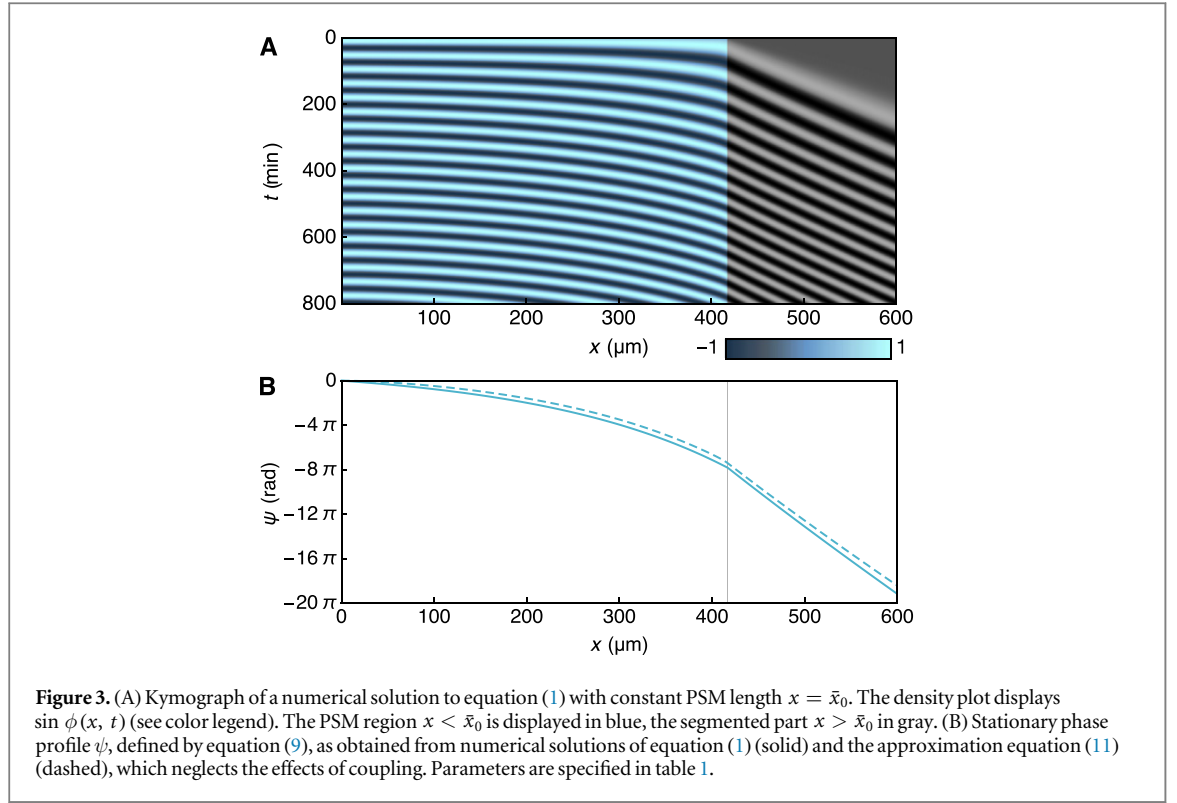 A
0
200
400
600
800
t (min)
100
200
300
400
500
600
x (μm)
−1
1
B
0
−4 π
−8 π
−12 π
−16 π
−20 π
ψ (rad)
0
100
200
300
400
500
600
x (μm)
Figure 3. (A) Kymograph of a numerical solution to equation (1) with constant PSM length x = x̄₀. The density plot displays
sin ϕ(x, t) (see color legend). The PSM region x < x̄₀ is displayed in blue, the segmented part x > x̄₀ in gray. (B) Stationary phase
profile ψ, defined by equation (9), as obtained from numerical solutions of equation (1) (solid) and the approximation equation (11)
(dashed), which neglects the effects of coupling. Parameters are specified in table 1.